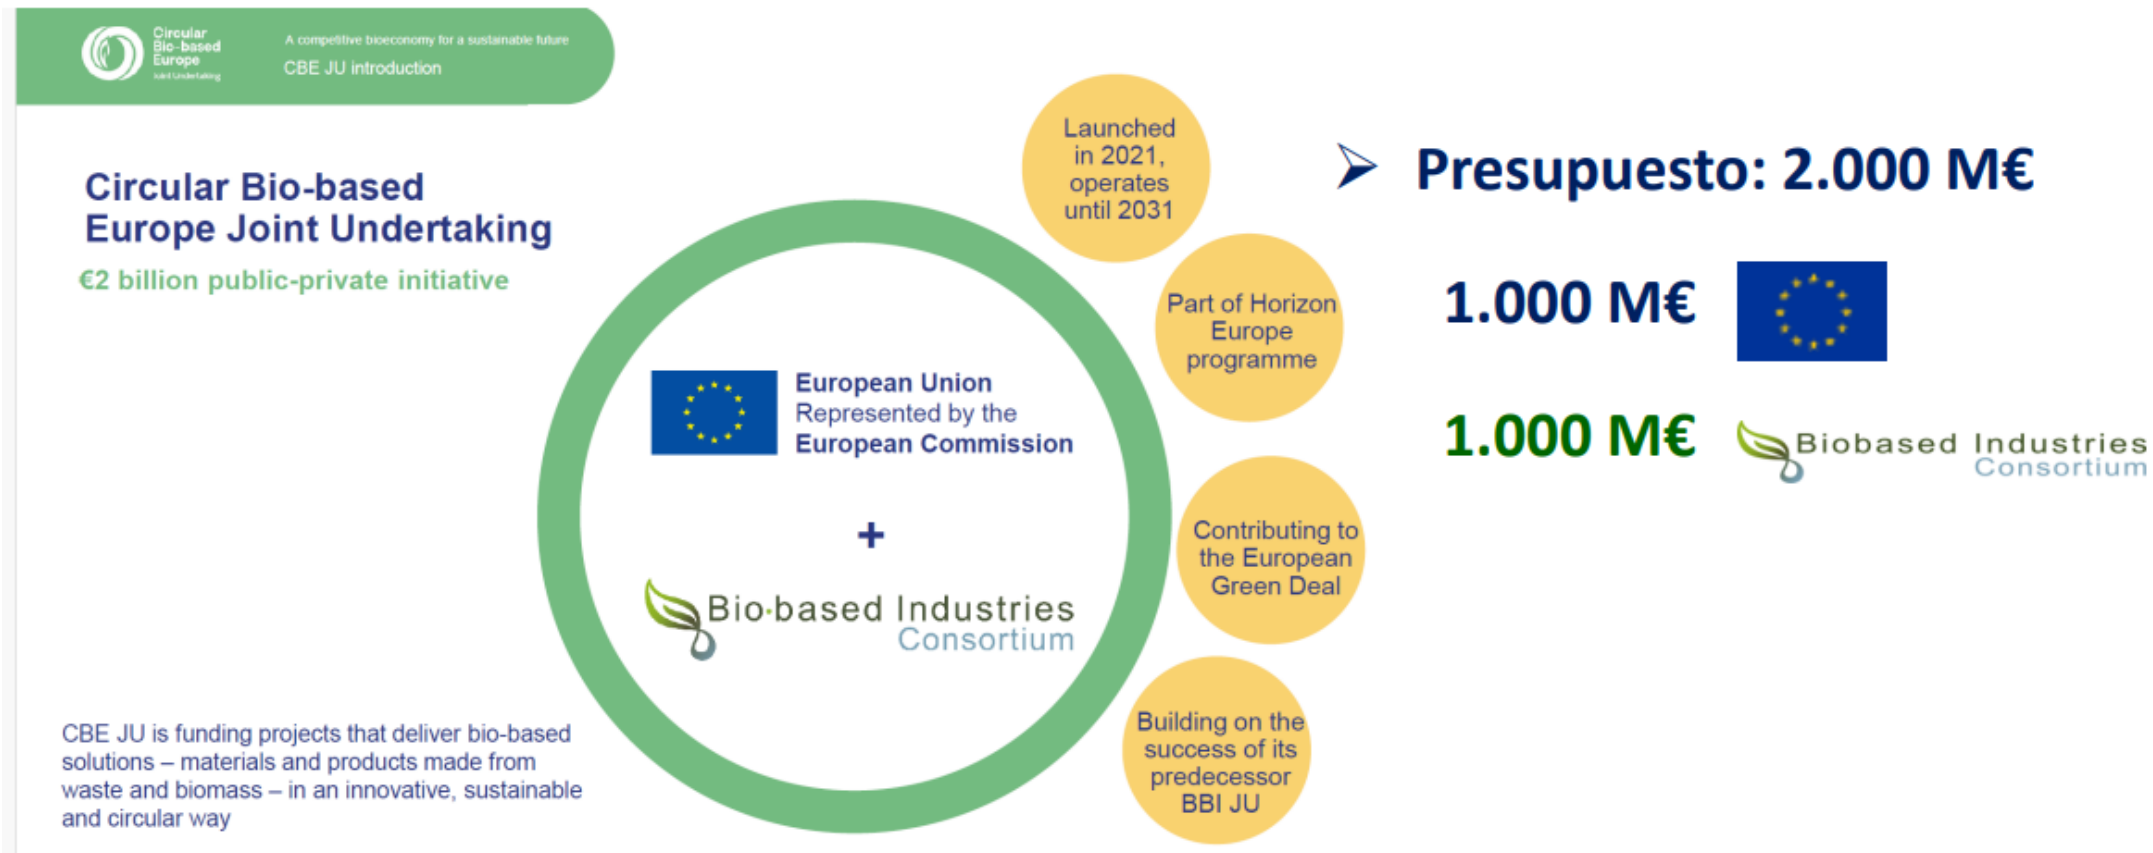 Circular
Bio-based
Europe
Joint Undertaking
A competitive bioeconomy for a sustainable future
CBE JU introduction
Circular Bio-based
Europe Joint Undertaking
€2 billion public-private initiative
European Union
Represented by the
European Commission
+
Bio-based Industries
Consortium
CBE JU is funding projects that deliver bio-based
solutions – materials and products made from
waste and biomass – in an innovative, sustainable
and circular way
Launched
in 2021,
operates
until 2031
Part of Horizon
Europe
programme
Contributing to
the European
Green Deal
Building on the
success of its
predecessor
BBI JU
➢ Presupuesto: 2.000 M€
1.000 M€
1.000 M€
Biobased Industries
Consortium